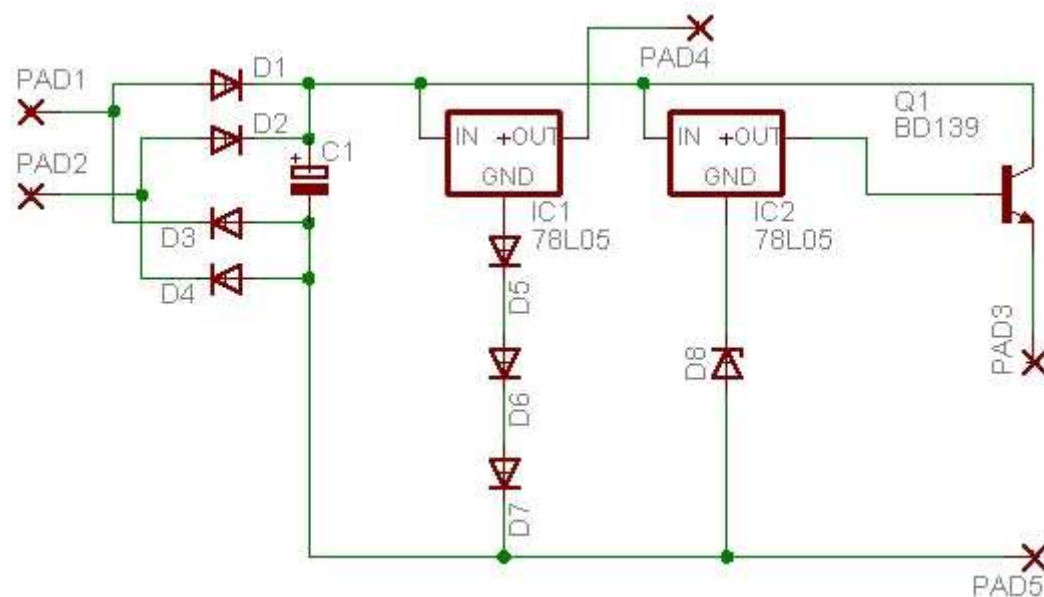 PAD1
D1
PAD4
D2
PAD2
+
C1
IN +OUT
GND
IC1
78L05
IN +OUT
GND
IC2
78L05
Q1
BD139
D3
D4
D5
D6
D7
D8
PAD3
PAD5